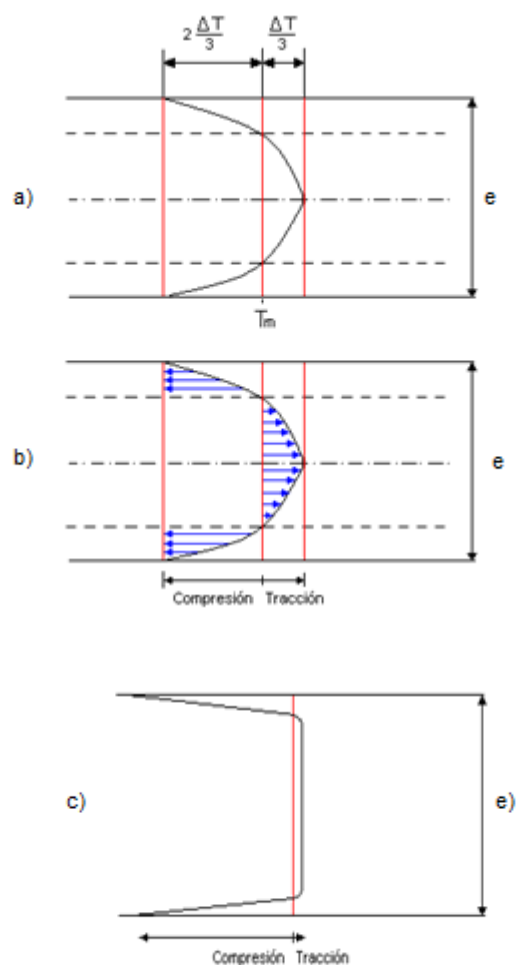 2 ΔT/3 ΔT/3
a) e
Tm
b) e
Compresión Tracción
c) e)
Compresión Tracción